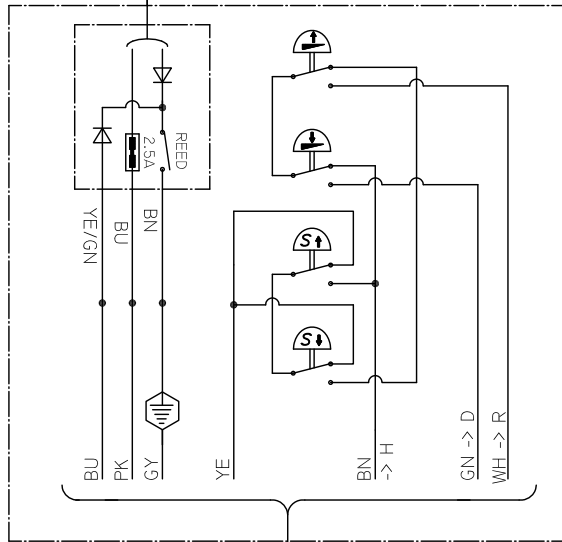 REED
2.5A
YE/GN
BU
BN
S
S
BU
PK
GY
YE
BN
-> H
GN -> D
WH -> R